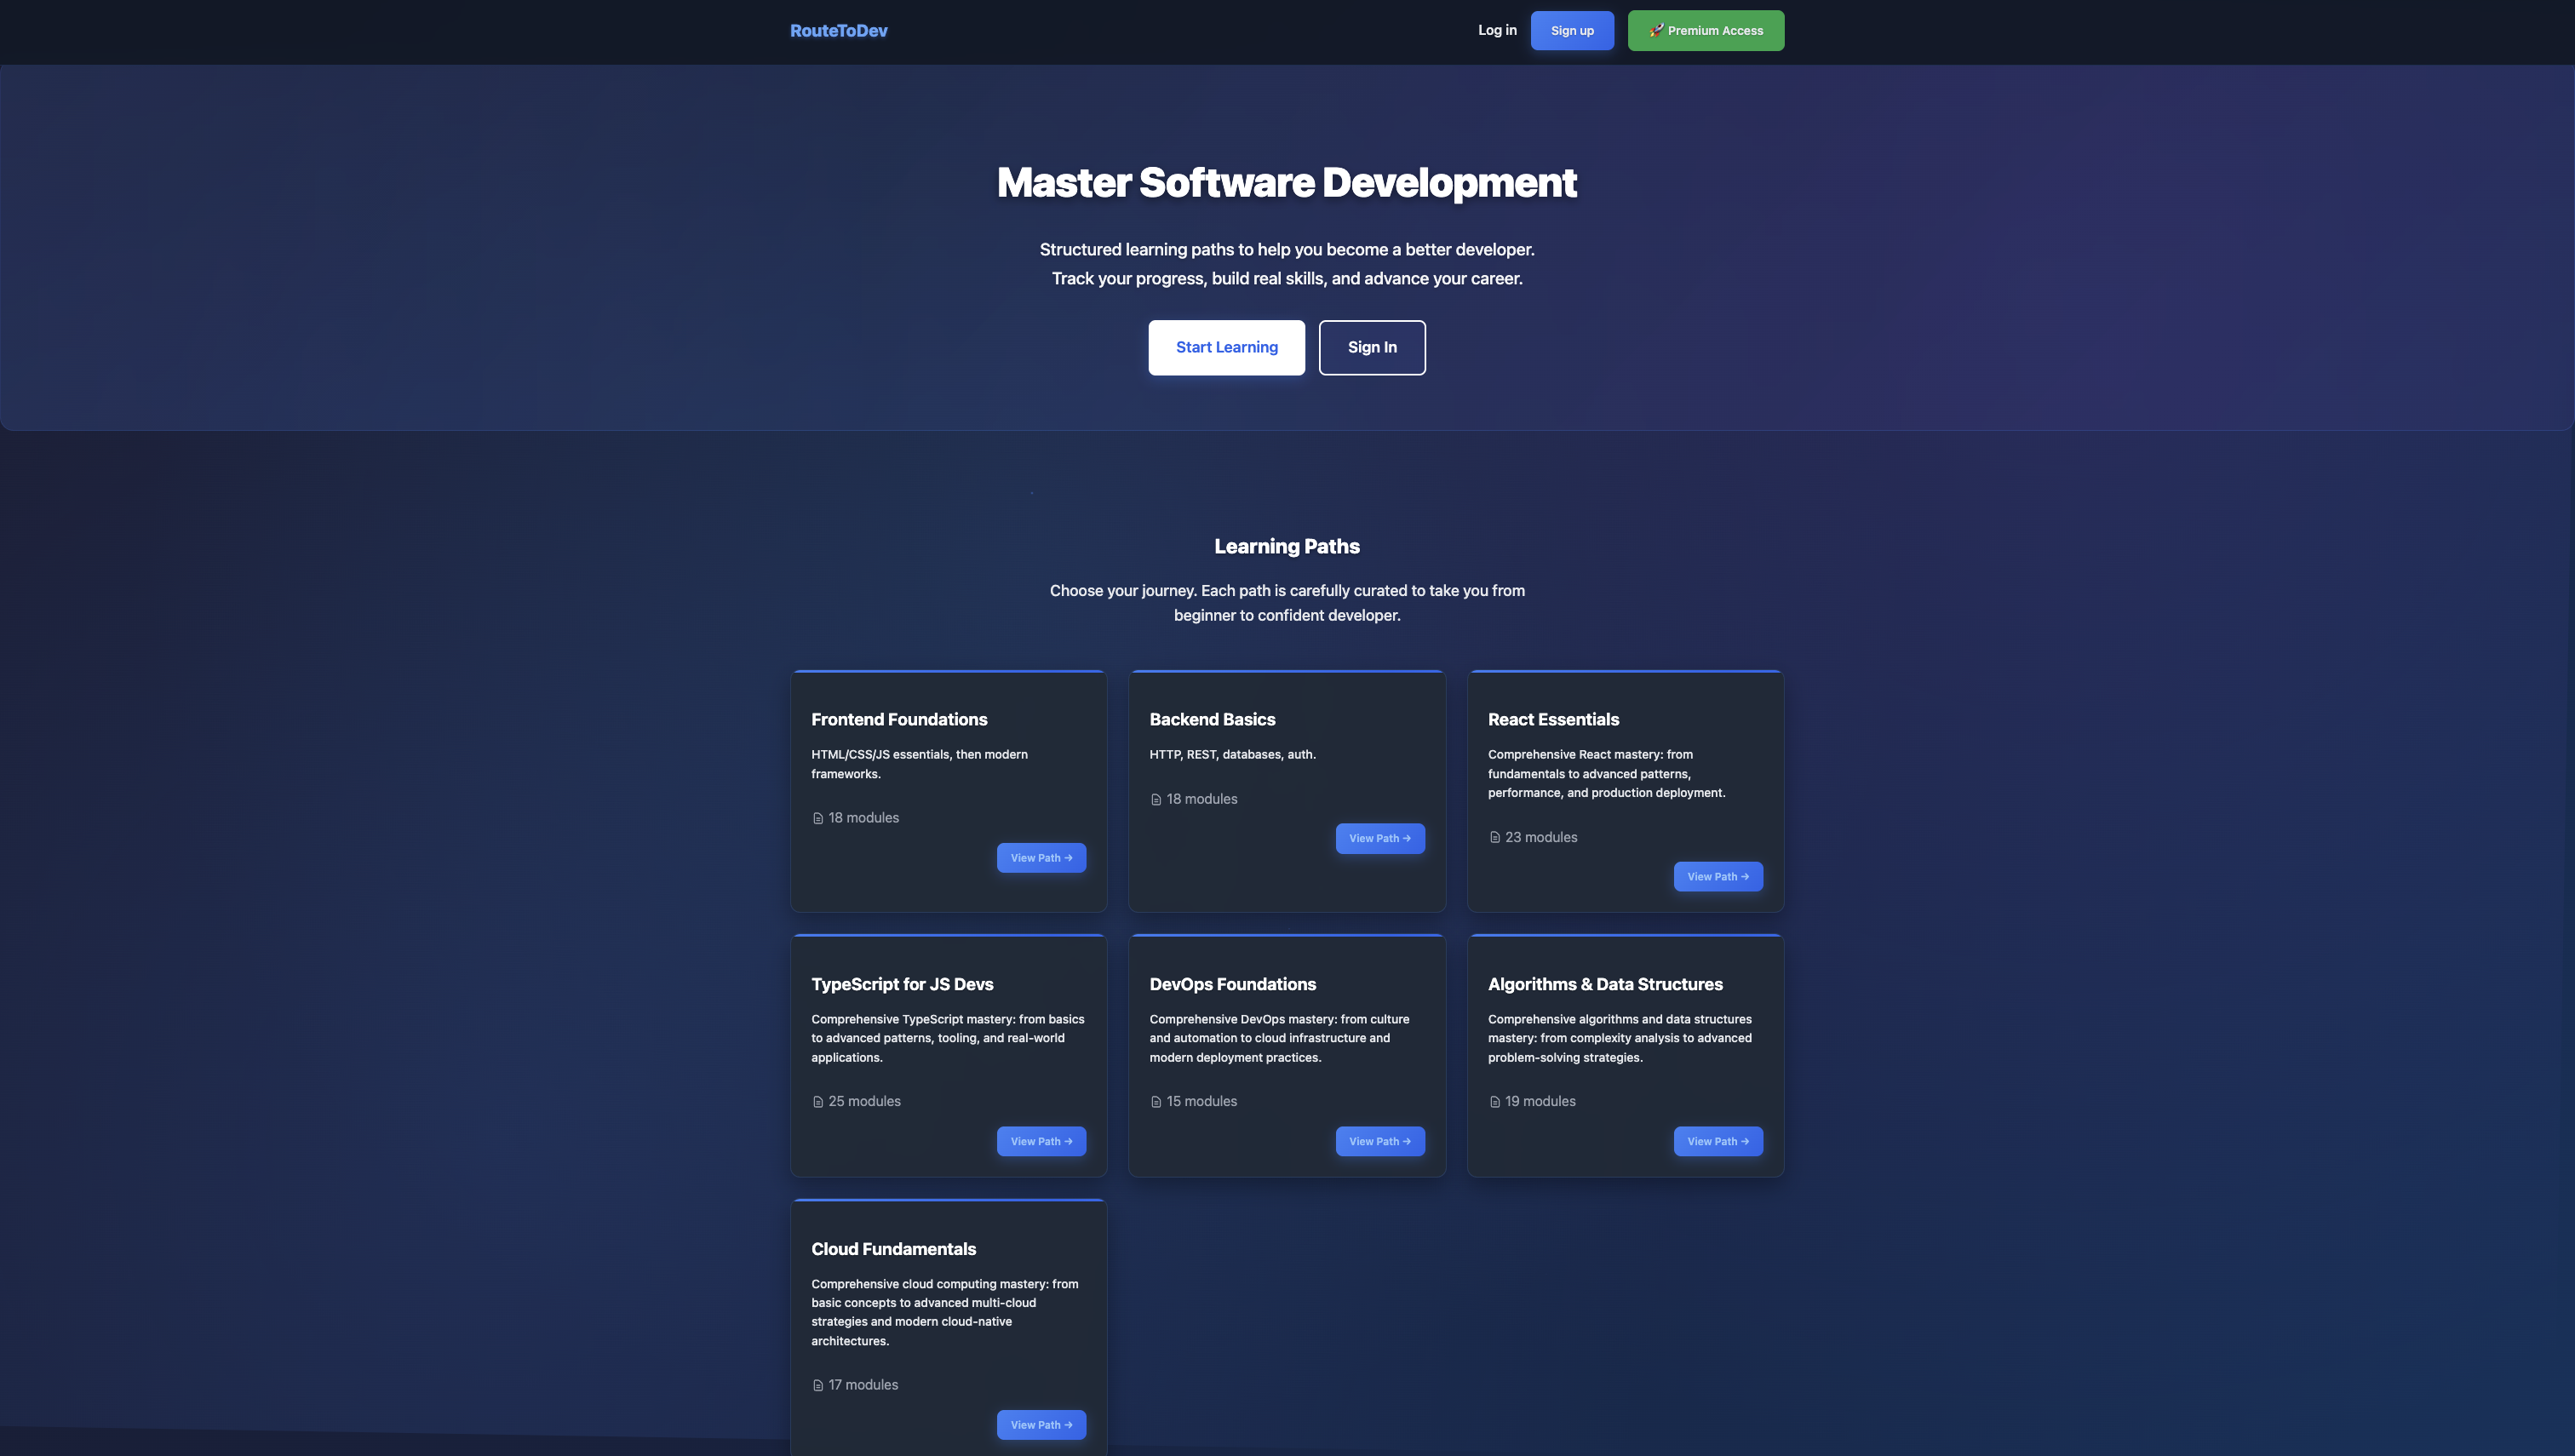 RouteToDev
Log in
Sign up
🚀 Premium Access
Master Software Development
Structured learning paths to help you become a better developer.
Track your progress, build real skills, and advance your career.
Start Learning
Sign In
Learning Paths
Choose your journey. Each path is carefully curated to take you from
beginner to confident developer.
Frontend Foundations
HTML/CSS/JS essentials, then modern
frameworks.
18 modules
View Path →
Backend Basics
HTTP, REST, databases, auth.
18 modules
View Path →
React Essentials
Comprehensive React mastery: from
fundamentals to advanced patterns,
performance, and production deployment.
23 modules
View Path →
TypeScript for JS Devs
Comprehensive TypeScript mastery: from basics
to advanced patterns, tooling, and real-world
applications.
25 modules
View Path →
DevOps Foundations
Comprehensive DevOps mastery: from culture
and automation to cloud infrastructure and
modern deployment practices.
15 modules
View Path →
Algorithms & Data Structures
Comprehensive algorithms and data structures
mastery: from complexity analysis to advanced
problem-solving strategies.
19 modules
View Path →
Cloud Fundamentals
Comprehensive cloud computing mastery: from
basic concepts to advanced multi-cloud
strategies and modern cloud-native
architectures.
17 modules
View Path →